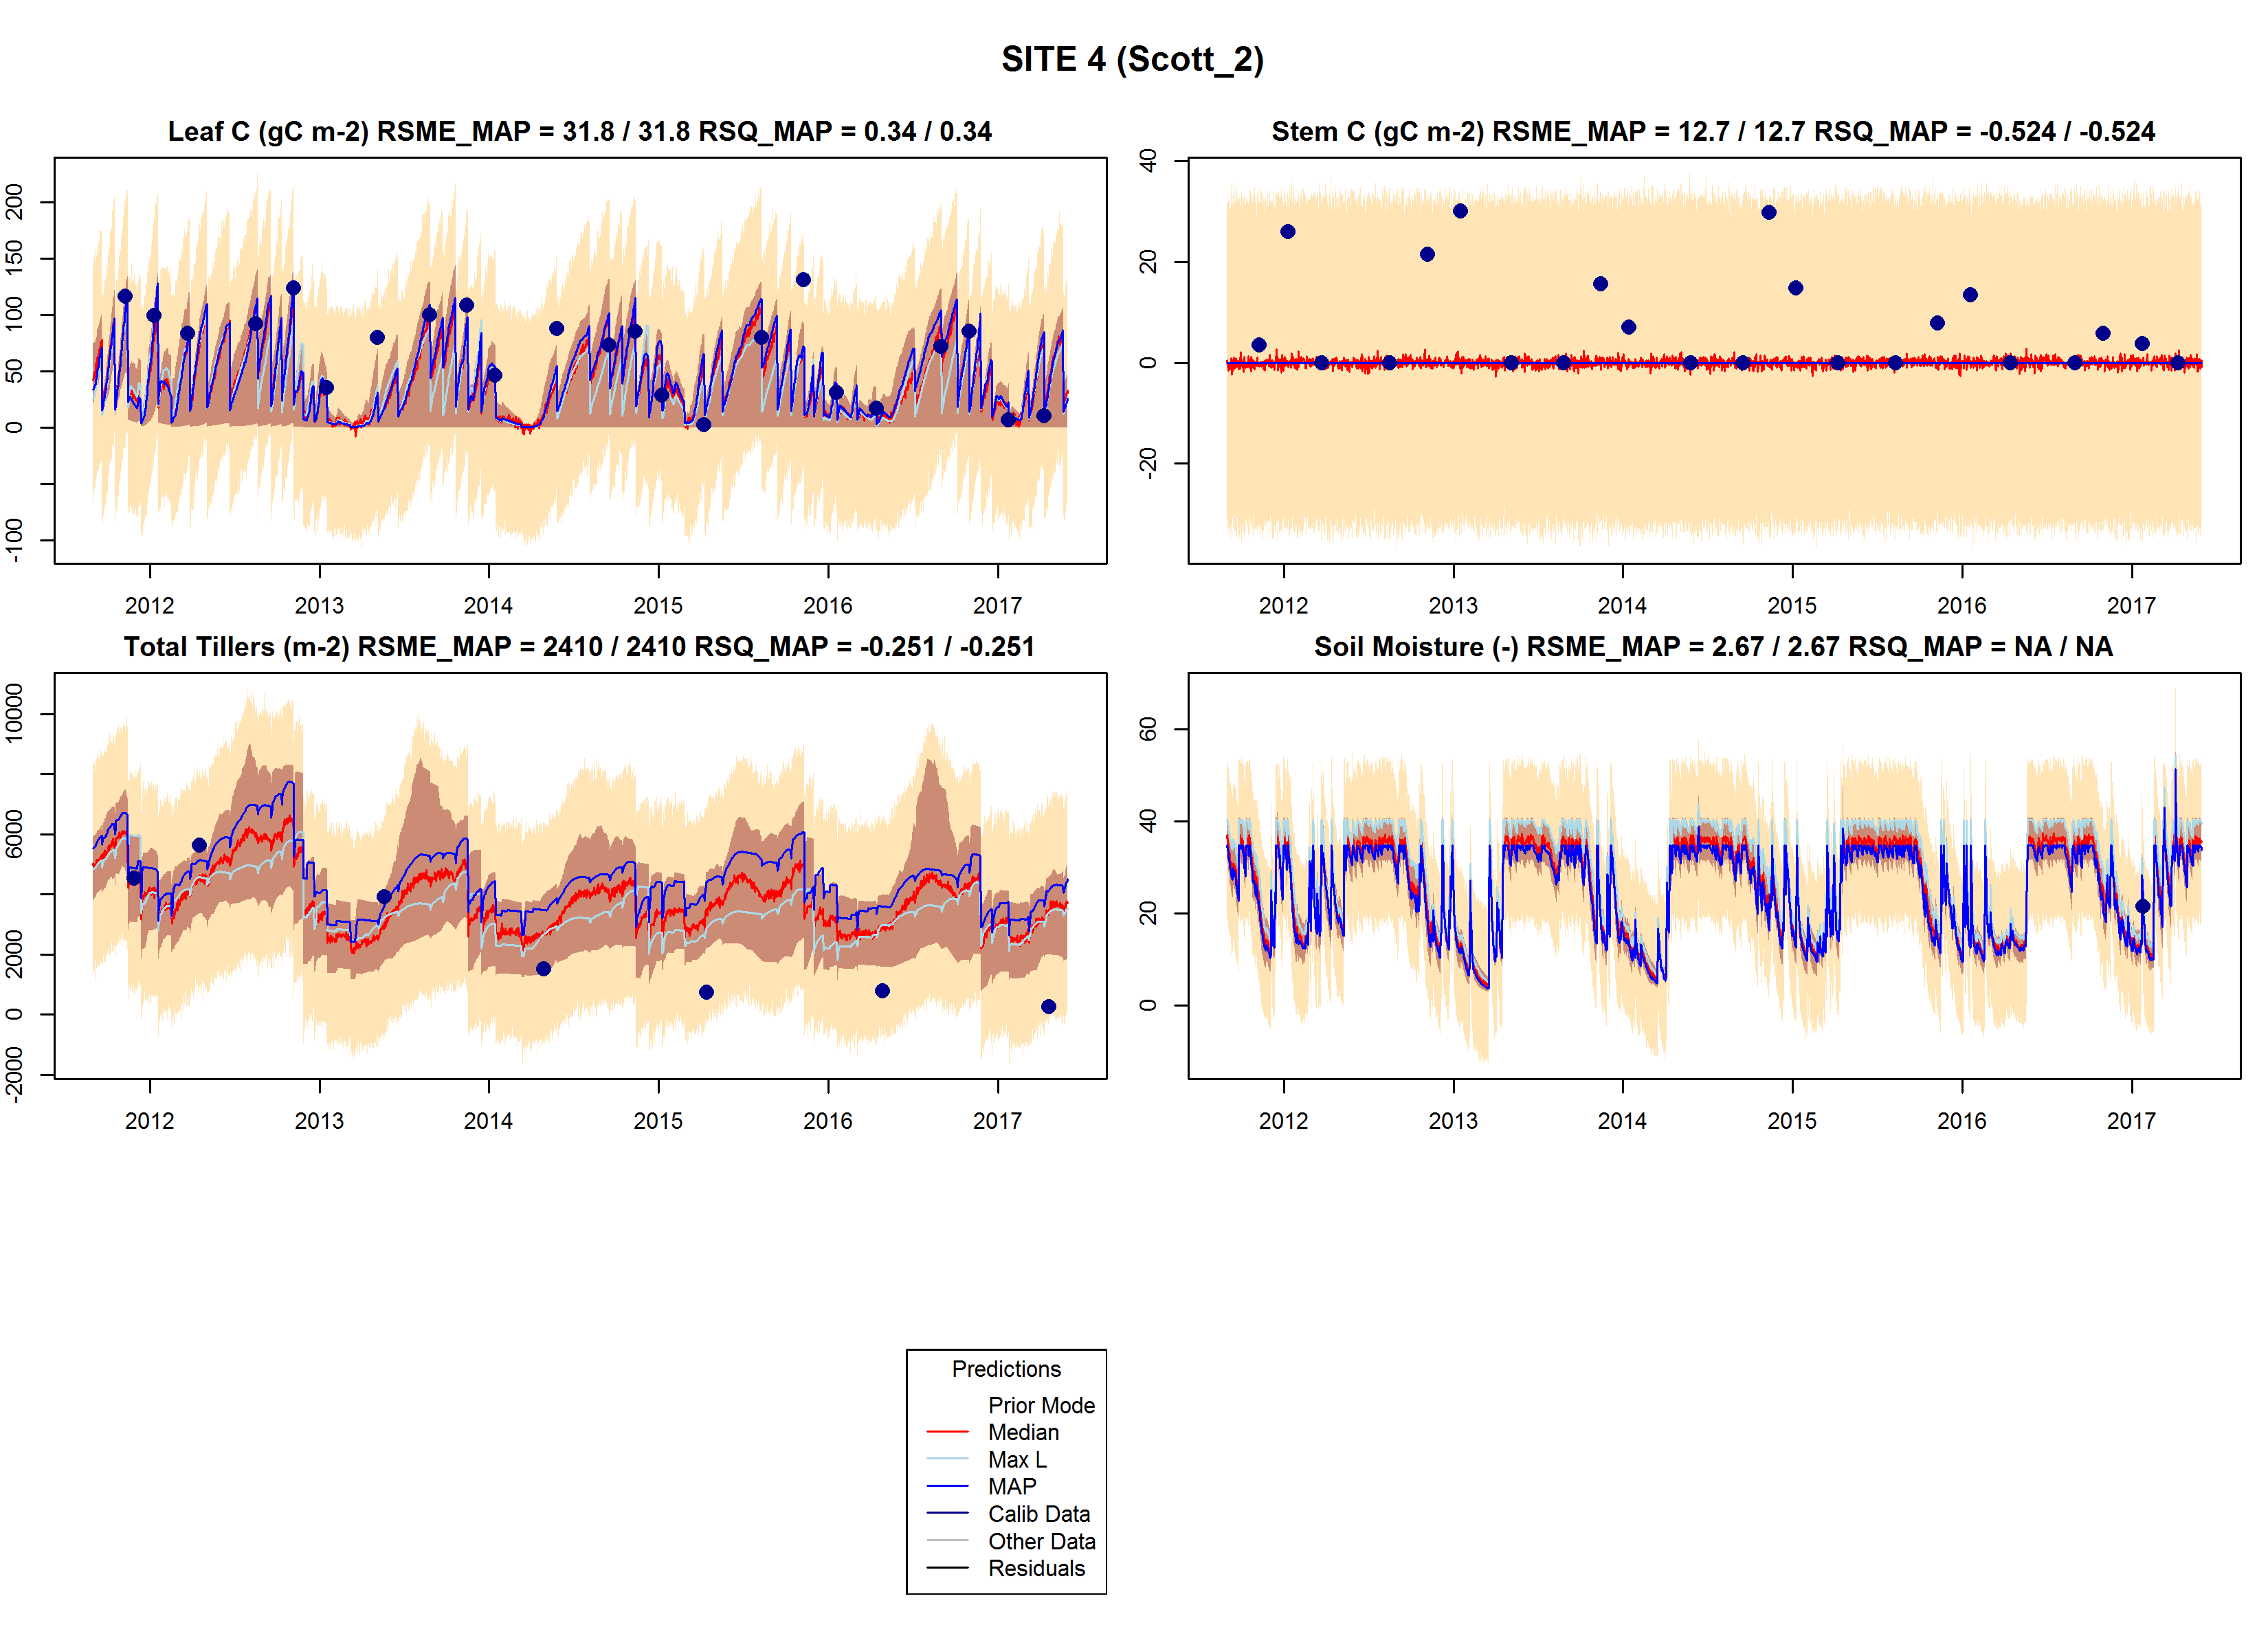 SITE 4 (Scott_2)
Leaf C (gC m-2) RSME_MAP = 31.8 / 31.8 RSQ_MAP = 0.34 / 0.34
200
150
100
50
0
-100
2012 2013 2014 2015 2016 2017
Stem C (gC m-2) RSME_MAP = 12.7 / 12.7 RSQ_MAP = -0.524 / -0.524
40
20
0
-20
2012 2013 2014 2015 2016 2017
Total Tillers (m-2) RSME_MAP = 2410 / 2410 RSQ_MAP = -0.251 / -0.251
10000
6000
2000
0
-2000
2012 2013 2014 2015 2016 2017
Soil Moisture (-) RSME_MAP = 2.67 / 2.67 RSQ_MAP = NA / NA
60
40
20
0
2012 2013 2014 2015 2016 2017
Predictions
Prior Mode
Median
Max L
MAP
Calib Data
Other Data
Residuals